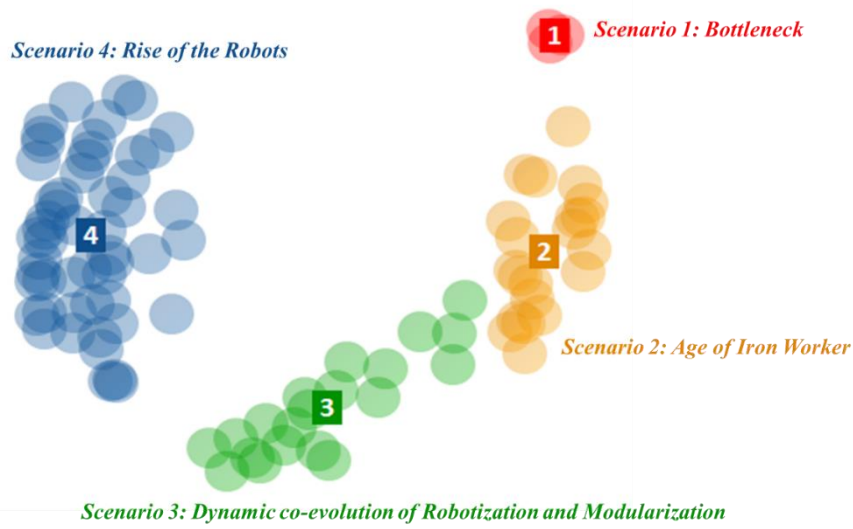 1
Scenario 1: Bottleneck
Scenario 4: Rise of the Robots
4
2
Scenario 2: Age of Iron Worker
3
Scenario 3: Dynamic co-evolution of Robotization and Modularization